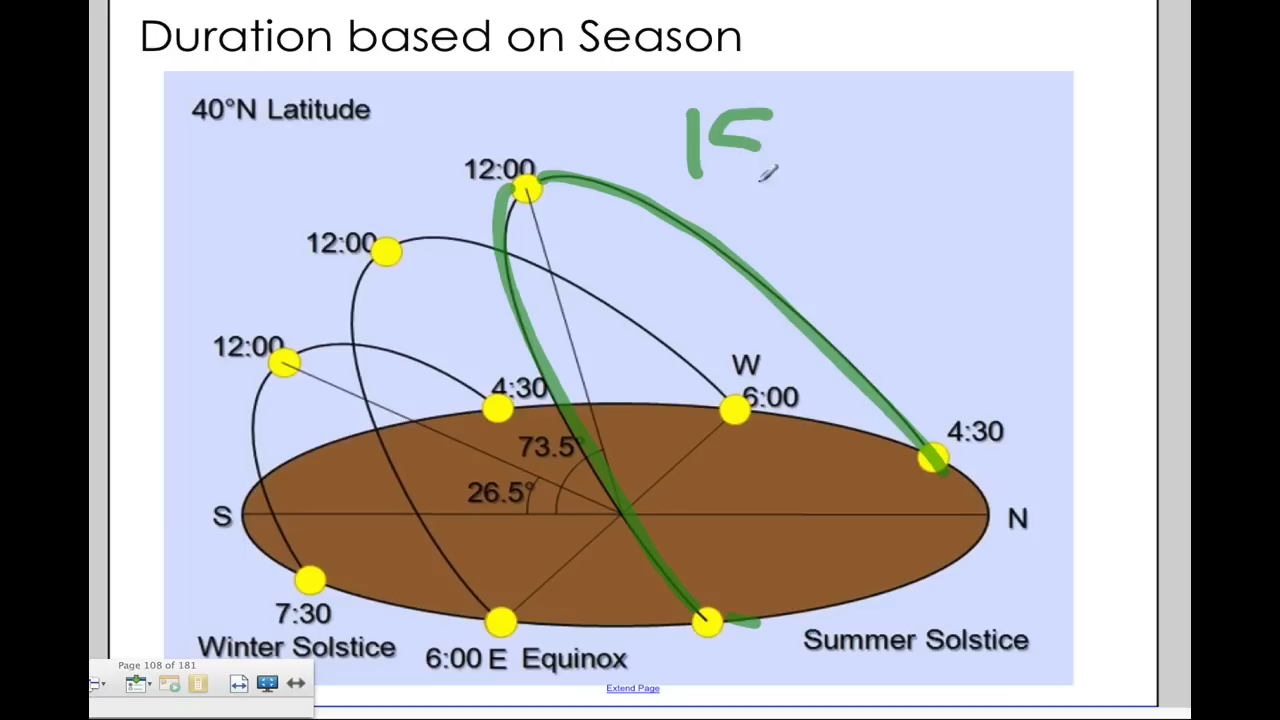 Duration based on Season
40°N Latitude
15
12:00
12:00
12:00
W
4:30
6:00
4:30
73.5°
26.5°
S
N
7:30
Winter Solstice
6:00 E Equinox
Summer Solstice
Page 108 of 181
Extend Page